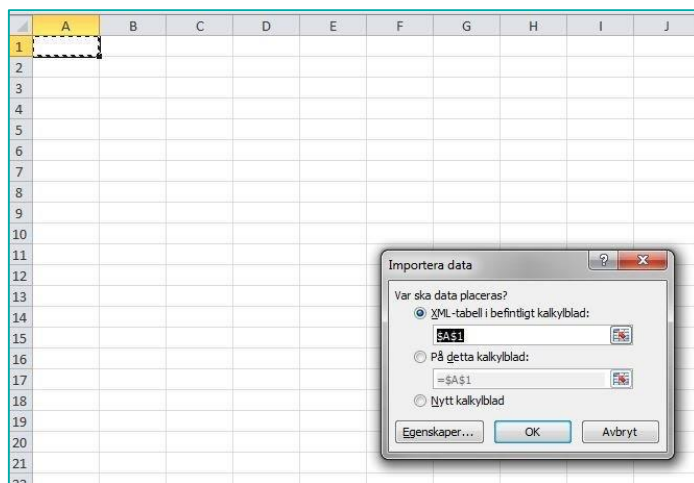 A B C D E F G H I J
1
2
3
4
5
6
7
8
9
10
11
12
13
14
15
16
17
18
19
20
21
22
Importera data
?
Var ska data placeras?
XML-tabell i befintligt kalkylblad:
$A$1
På detta kalkylblad:
=$A$1
Nytt kalkylblad
Egenskaper... OK Avbryt